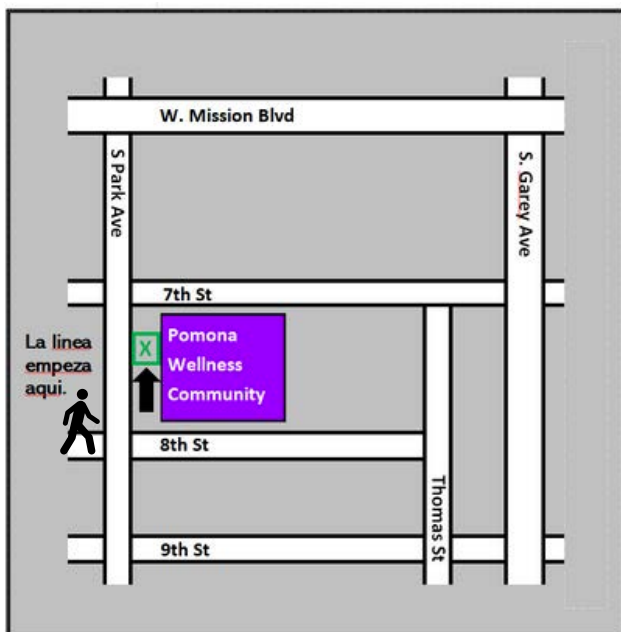 W. Mission Blvd
S Park Ave
S. Garey Ave
7th St
La linea
empeza
aqui.
X
Pomona
Wellness
Community
8th St
Thomas St
9th St